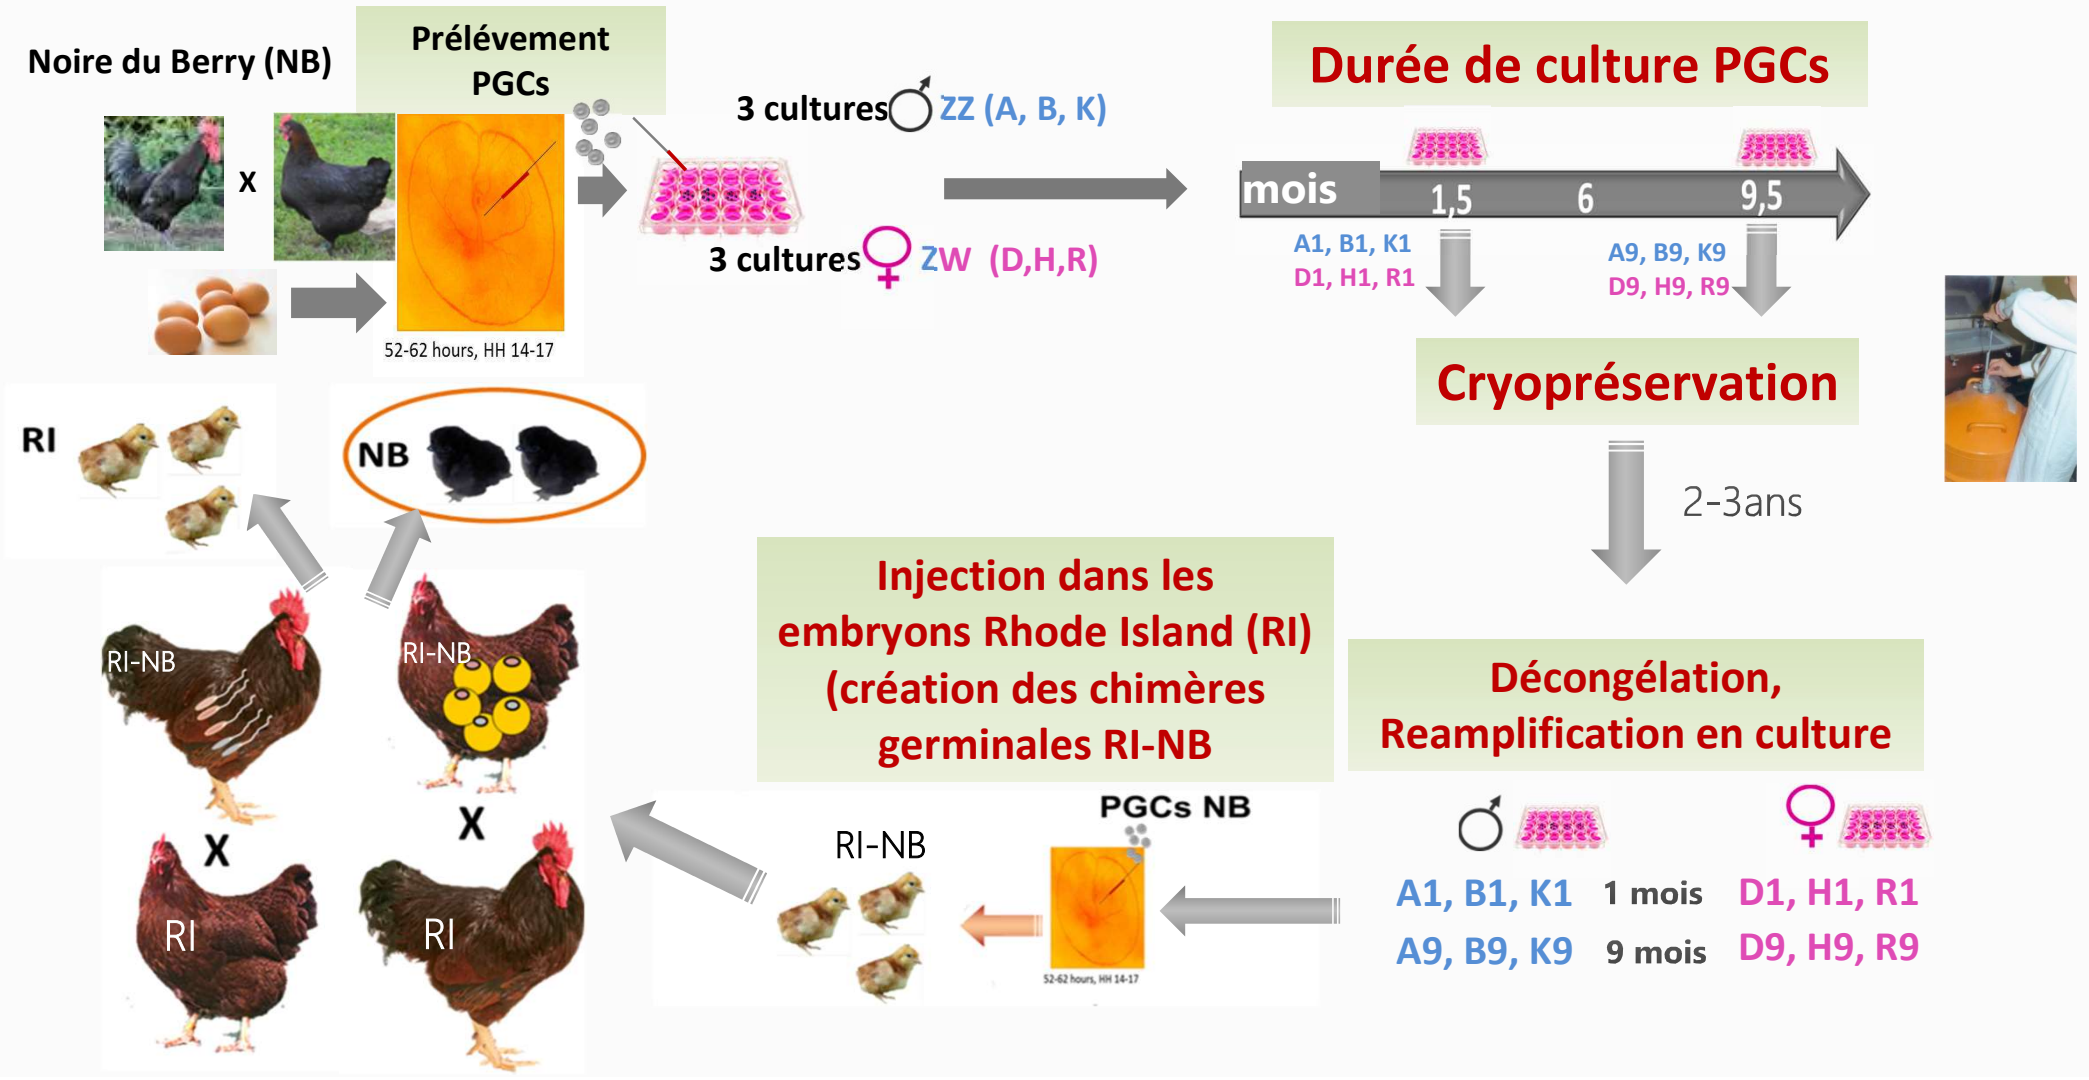 Noire du Berry (NB)
X
Prélévement
PGCs
52-62 hours, HH 14-17
3 cultures ZZ (A, B, K)
3 cultures ZW (D,H,R)
Durée de culture PGCs
mois 1,5 6 9,5
A1, B1, K1
D1, H1, R1
A9, B9, K9
D9, H9, R9
Cryopréservation
2-3ans
Décongélation,
Reamplification en culture
A1, B1, K1 1 mois D1, H1, R1
A9, B9, K9 9 mois D9, H9, R9
Injection dans les
embryons Rhode Island (RI)
(création des chimères
germinales RI-NB
PGCs NB
52-62 hours, HH 14-17
RI-NB
RI
NB
RI-NB
RI-NB
X
X
RI
RI